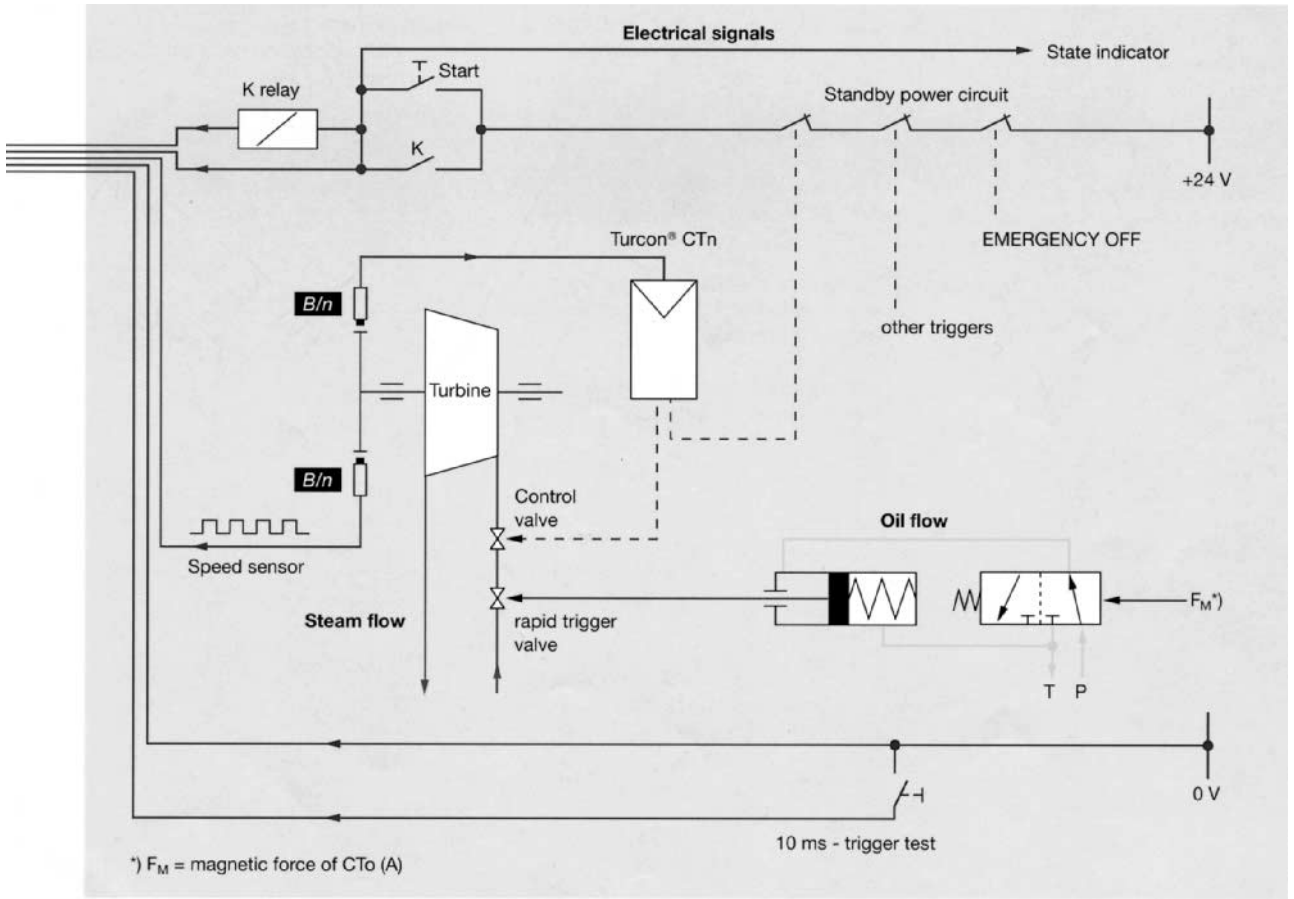 Electrical signals
State indicator
Start
K relay
Standby power circuit
K
+24 V
Turcon® CTn
EMERGENCY OFF
B/n
other triggers
Turbine
B/n
Control
valve
Oil flow
Speed sensor
FM*)
Steam flow
rapid trigger
valve
T P
0 V
10 ms - trigger test
*) FM = magnetic force of CTo (A)